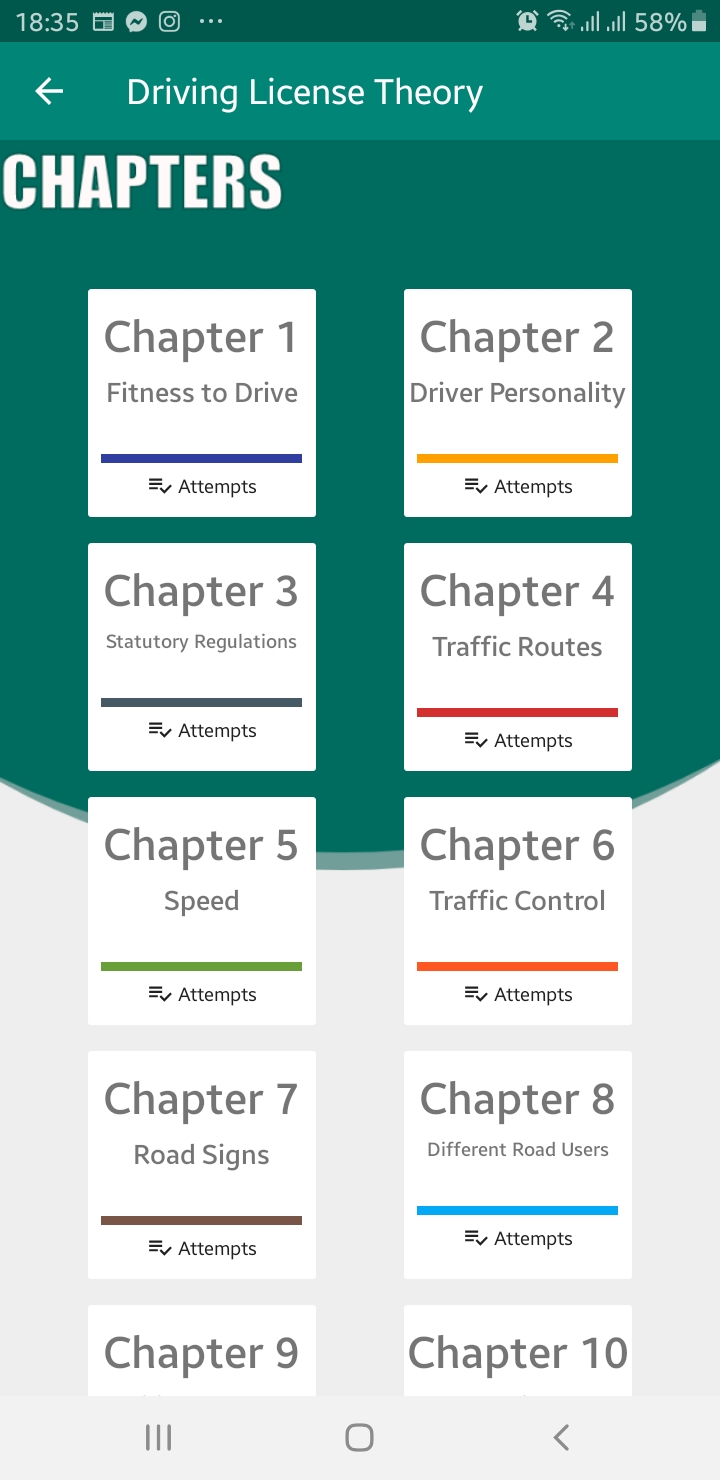 18:35
58%
Driving License Theory
CHAPTERS
Chapter 1
Fitness to Drive
Attempts
Chapter 2
Driver Personality
Attempts
Chapter 3
Statutory Regulations
Attempts
Chapter 4
Traffic Routes
Attempts
Chapter 5
Speed
Attempts
Chapter 6
Traffic Control
Attempts
Chapter 7
Road Signs
Attempts
Chapter 8
Different Road Users
Attempts
Chapter 9
Chapter 10